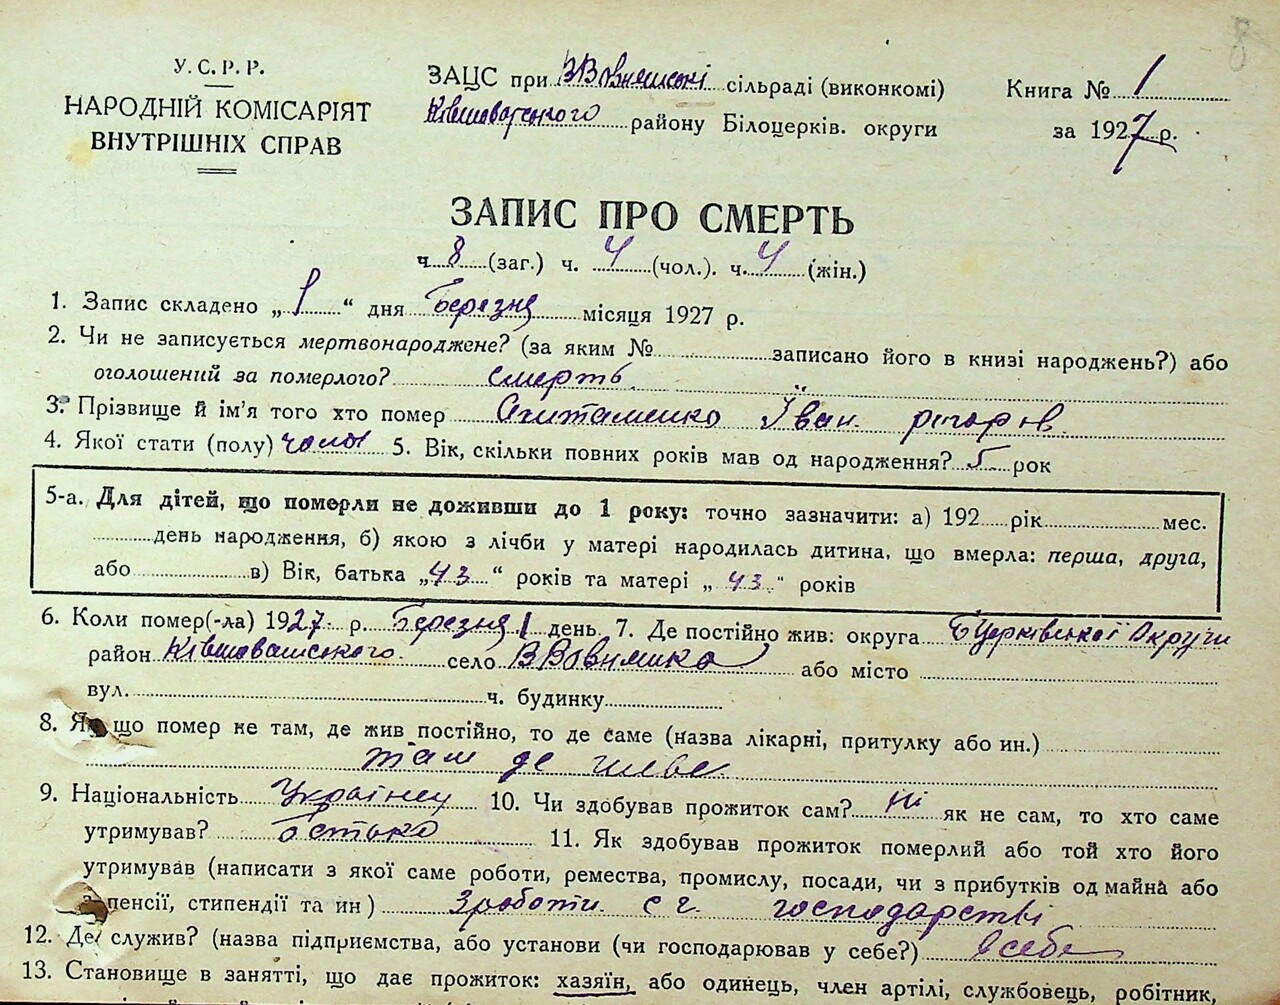 8
У.С.Р.Р.
НАРОДНІЙ КОМІСАРІЯТ
ВНУТРІШНІХ СПРАВ
ЗАЦС при сільраді (виконкомі)
району Білоцерків. округи
Книга № 1
за 1927 р.
ЗАПИС ПРО СМЕРТЬ
ч. 8 (заг.) ч. 4 (чол.). ч. 4 (жін.)
1. Запис складено „ 1 “ дня Березня місяця 1927 р.
2. Чи не записується мертвонароджене? (за яким № записано його в книзі народжень?) або
оголошений за померлого? смерть
3. Прізвище й ім'я того хто помер Іван
4. Якої стати (полу) 5. Вік, скільки повних років мав од народження? 5 рок
5-а. Для дітей, що померли не доживши до 1 року: точно зазначити: а) 192 рік мес.
день народження, б) якою з лічби у матері народилась дитина, що вмерла: перша, друга,
або в) Вік, батька „ 43 “ років та матері „ 43 “ років
6. Коли помер(-ла) 1927 р. Березня 1 день. 7. Де постійно жив: округа Округи
район село або місто
вул. ч. будинку
8. Якщо помер не там, де жив постійно, то де саме (назва лікарні, притулку або ин.)
там де
9. Національність Українец 10. Чи здобував прожиток сам? Ні як не сам, то хто саме
утримував? батько 11. Як здобував прожиток померлий або той хто його
утримував (написати з якої саме роботи, ремества, промислу, посади, чи з прибутків од майна або
з пенсії, стипендії та ин) Зроботи с г. господарстві
12. Де служив? (назва підприємства, або установи (чи господарював у себе?) всебе
13. Становище в занятті, що дає прожиток: хазяїн, або одинець, член артілі, службовець, робітник,